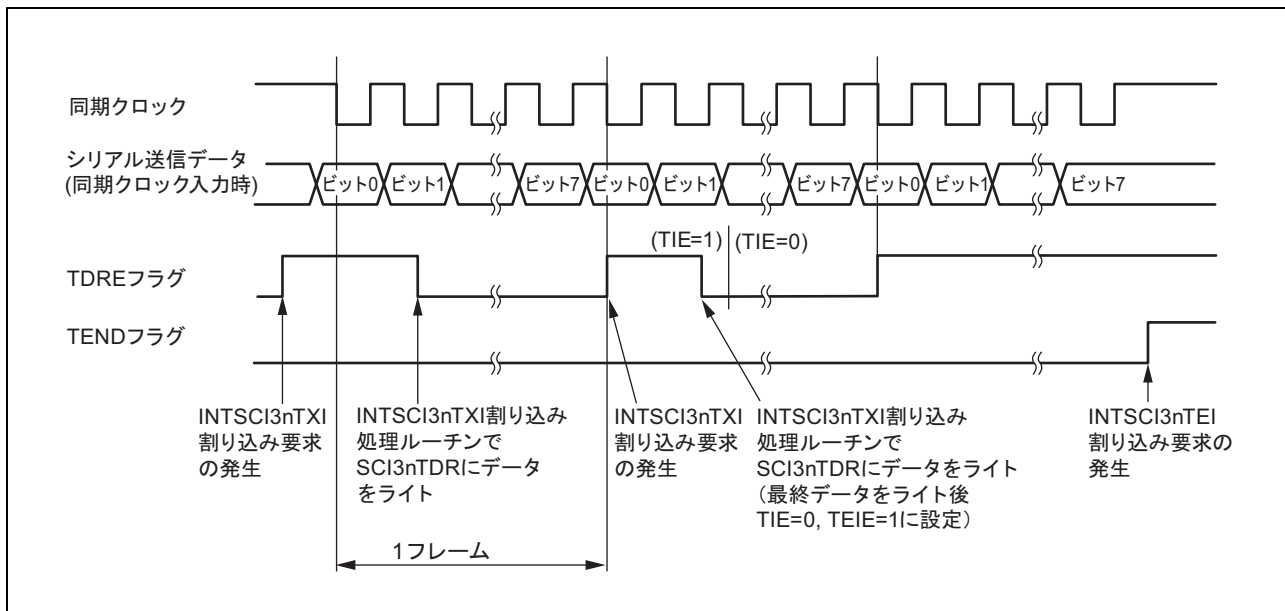 同期クロック
シリアル送信データ
(同期クロック入力時)
ビット0 ビット1 ビット7 ビット0 ビット1 ビット7 ビット0 ビット1 ビット7
(TIE=1) (TIE=0)
TDREフラグ
TENDフラグ
INTSCI3nTXI
割り込み要求
の発生
INTSCI3nTXI割り込み
処理ルーチンで
SCI3nTDRにデータ
をライト
INTSCI3nTXI
割り込み要求
の発生
INTSCI3nTXI割り込み
処理ルーチンで
SCI3nTDRにデータをライト
(最終データをライト後
TIE=0, TEIE=1に設定)
INTSCI3nTEI
割り込み要求の
発生
1フレーム